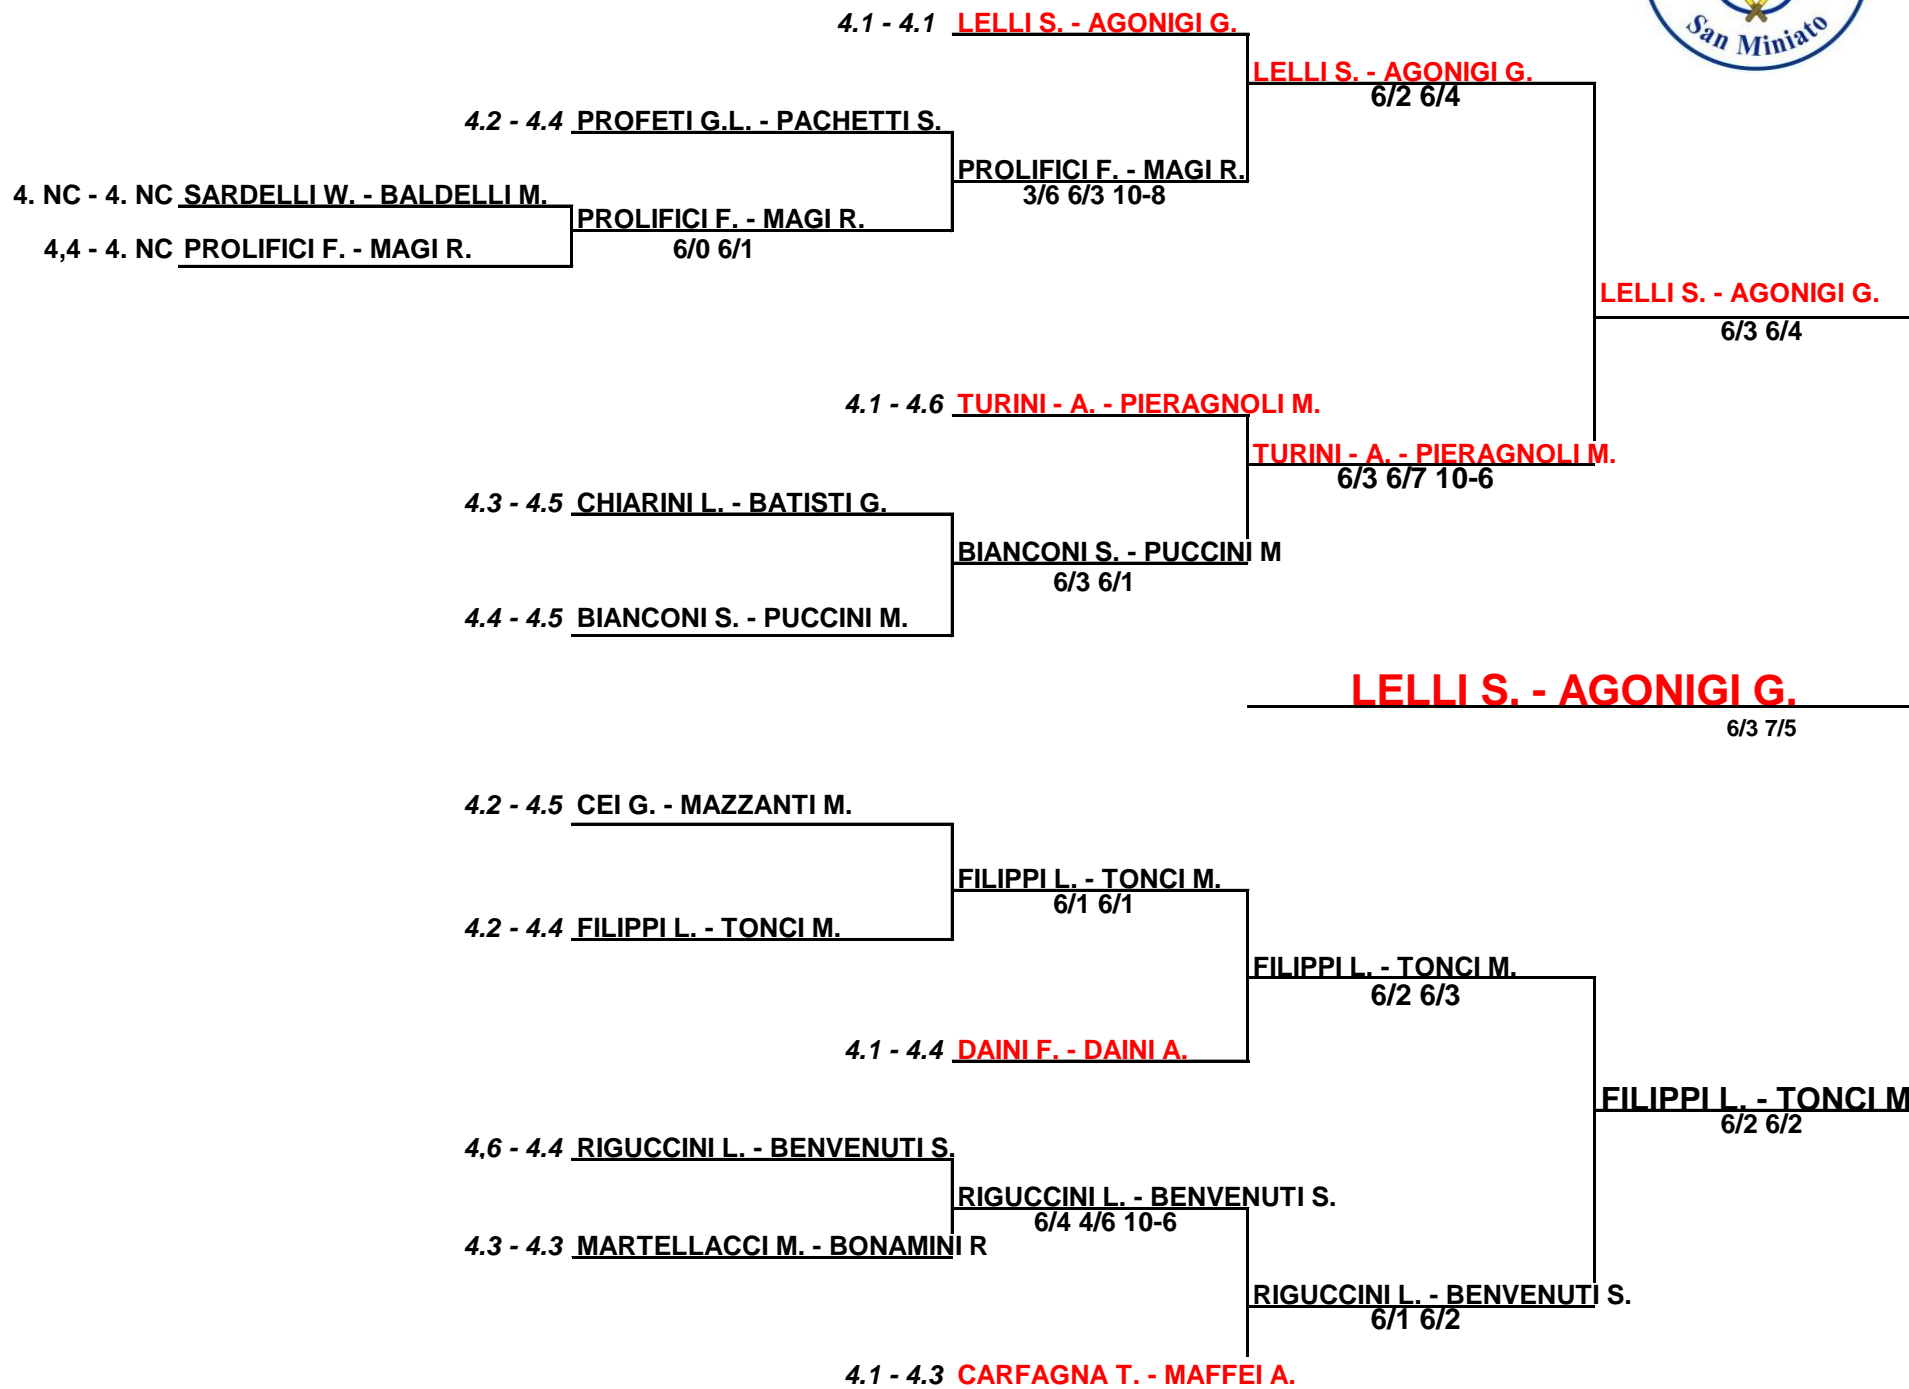 San Miniato
4.1 - 4.1 LELLI S. - AGONIGI G.
LELLI S. - AGONIGI G.
6/2 6/4
4.2 - 4.4 PROFETI G.L. - PACHETTI S.
PROLIFICI F. - MAGI R.
3/6 6/3 10-8
4. NC - 4. NC SARDELLI W. - BALDELLI M.
PROLIFICI F. - MAGI R.
6/0 6/1
4,4 - 4. NC PROLIFICI F. - MAGI R.
LELLI S. - AGONIGI G.
6/3 6/4
4.1 - 4.6 TURINI - A. - PIERAGNOLI M.
TURINI - A. - PIERAGNOLI M.
6/3 6/7 10-6
4.3 - 4.5 CHIARINI L. - BATISTI G.
BIANCONI S. - PUCCINI M
6/3 6/1
4.4 - 4.5 BIANCONI S. - PUCCINI M.
LELLI S. - AGONIGI G.
6/3 7/5
4.2 - 4.5 CEI G. - MAZZANTI M.
FILIPPI L. - TONCI M.
6/1 6/1
4.2 - 4.4 FILIPPI L. - TONCI M.
FILIPPI L. - TONCI M.
6/2 6/3
4.1 - 4.4 DAINI F. - DAINI A.
FILIPPI L. - TONCI M
6/2 6/2
4,6 - 4.4 RIGUCCINI L. - BENVENUTI S.
RIGUCCINI L. - BENVENUTI S.
6/4 4/6 10-6
4.3 - 4.3 MARTELLACCI M. - BONAMINI R
RIGUCCINI L. - BENVENUTI S.
6/1 6/2
4.1 - 4.3 CARFAGNA T. - MAFFEI A.